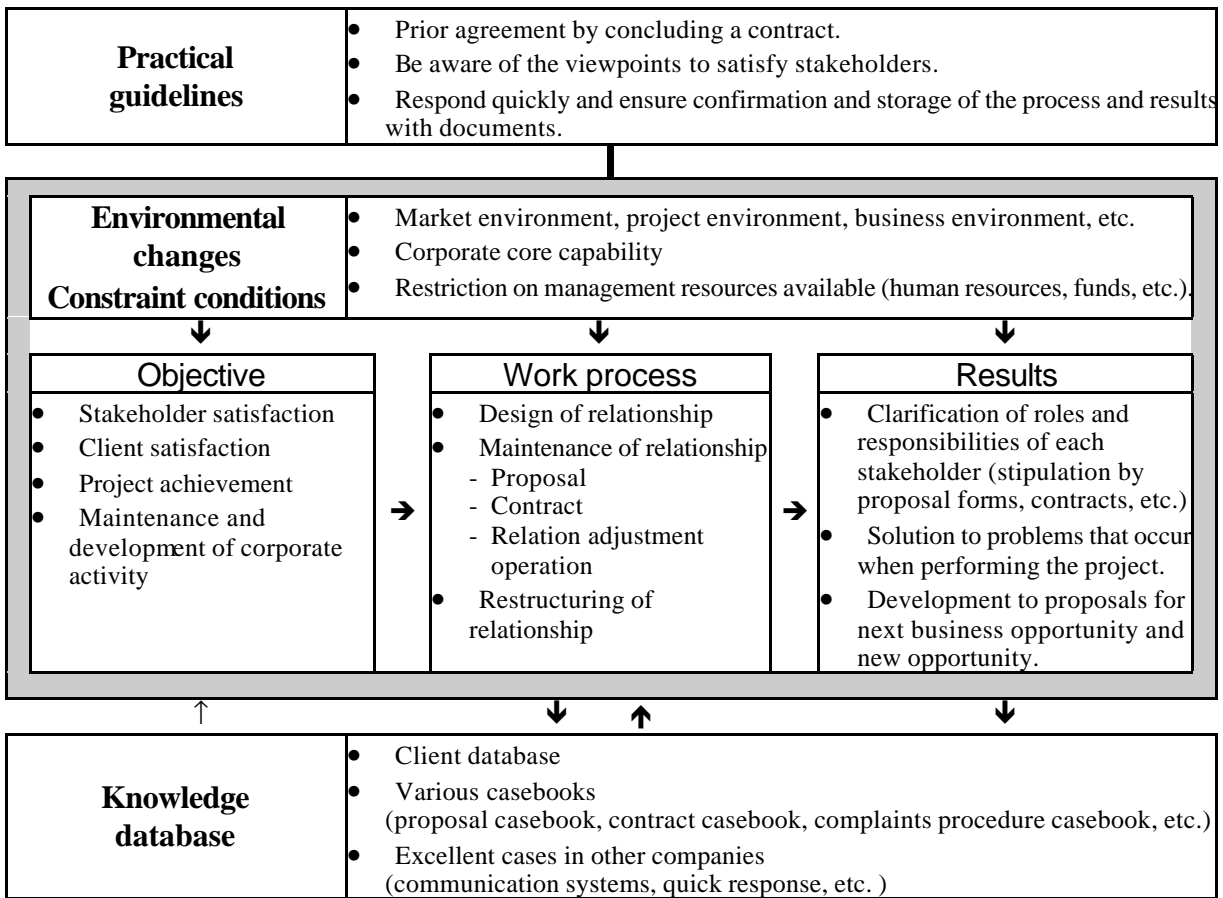 Practical
guidelines
● Prior agreement by concluding a contract.
● Be aware of the viewpoints to satisfy stakeholders.
● Respond quickly and ensure confirmation and storage of the process and results
with documents.
Environmental
changes
Constraint conditions
● Market environment, project environment, business environment, etc.
● Corporate core capability
● Restriction on management resources available (human resources, funds, etc.).
Objective
● Stakeholder satisfaction
● Client satisfaction
● Project achievement
● Maintenance and
development of corporate
activity
Work process
● Design of relationship
● Maintenance of relationship
- Proposal
- Contract
- Relation adjustment
operation
● Restructuring of
relationship
Results
● Clarification of roles and
responsibilities of each
stakeholder (stipulation by
proposal forms, contracts, etc.)
● Solution to problems that occur
when performing the project.
● Development to proposals for
next business opportunity and
new opportunity.
Knowledge
database
● Client database
● Various casebooks
(proposal casebook, contract casebook, complaints procedure casebook, etc.)
● Excellent cases in other companies
(communication systems, quick response, etc. )